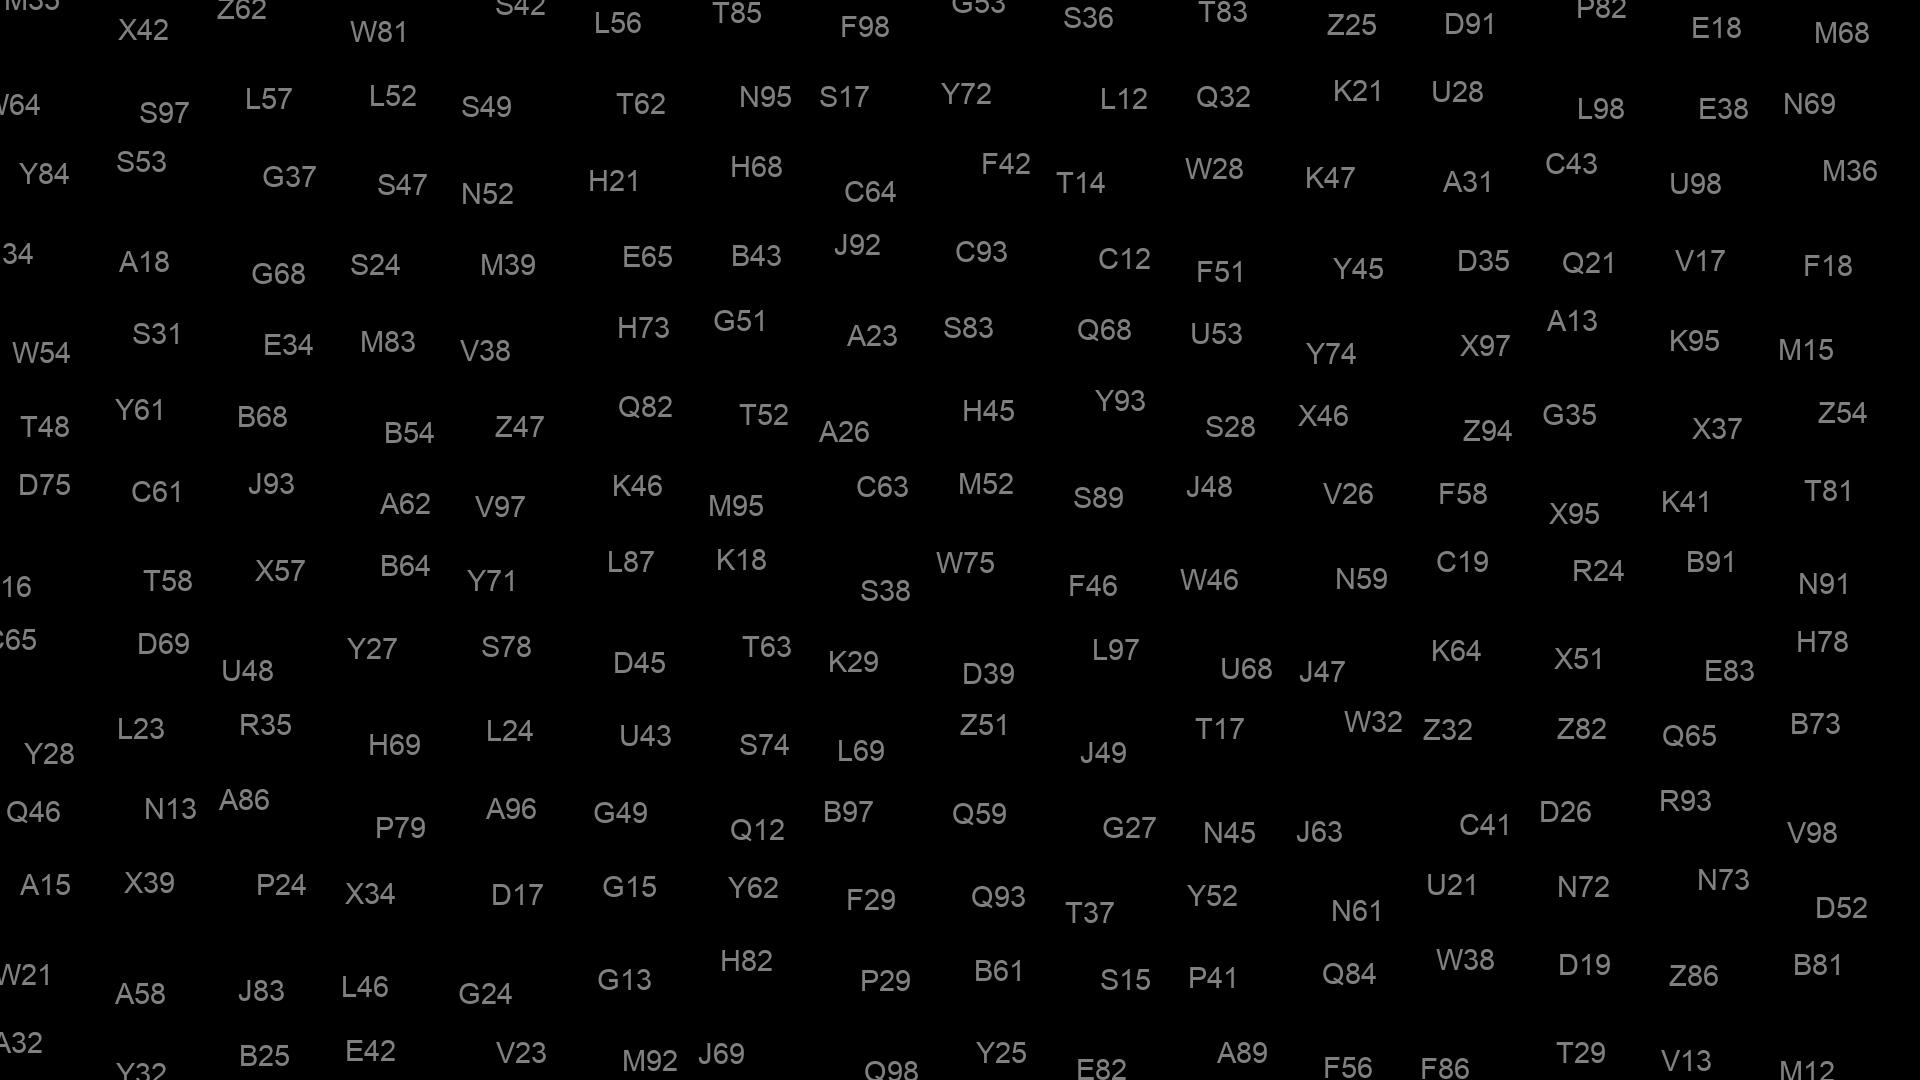 X42 Z62 W81 S42 L56 T85 F98 G53 S36 T83 Z25 D91 P82 E18 M68
S97 L57 L52 S49 T62 N95 S17 Y72 L12 Q32 K21 U28 L98 E38 N69
Y84 S53 G37 S47 N52 H21 H68 C64 F42 T14 W28 K47 A31 C43 U98 M36
34 A18 G68 S24 M39 E65 B43 J92 C93 C12 F51 Y45 D35 Q21 V17 F18
W54 S31 E34 M83 V38 H73 G51 A23 S83 Q68 U53 Y74 X97 A13 K95 M15
T48 Y61 B68 B54 Z47 Q82 T52 A26 H45 Y93 S28 X46 Z94 G35 X37 Z54
D75 C61 J93 A62 V97 K46 M95 C63 M52 S89 J48 V26 F58 X95 K41 T81
16 T58 X57 B64 Y71 L87 K18 S38 W75 F46 W46 N59 C19 R24 B91 N91
C65 D69 U48 Y27 S78 D45 T63 K29 D39 L97 U68 J47 K64 X51 E83 H78
Y28 L23 R35 H69 L24 U43 S74 L69 Z51 J49 T17 W32 Z32 Z82 Q65 B73
Q46 N13 A86 P79 A96 G49 Q12 B97 Q59 G27 N45 J63 C41 D26 R93 V98
A15 X39 P24 X34 D17 G15 Y62 F29 Q93 T37 Y52 N61 U21 N72 N73 D52
W21 A58 J83 L46 G24 G13 H82 P29 B61 S15 P41 Q84 W38 D19 Z86 B81
A32 Y32 B25 E42 V23 M92 J69 Q98 Y25 E82 A89 F56 F86 T29 V13 M12